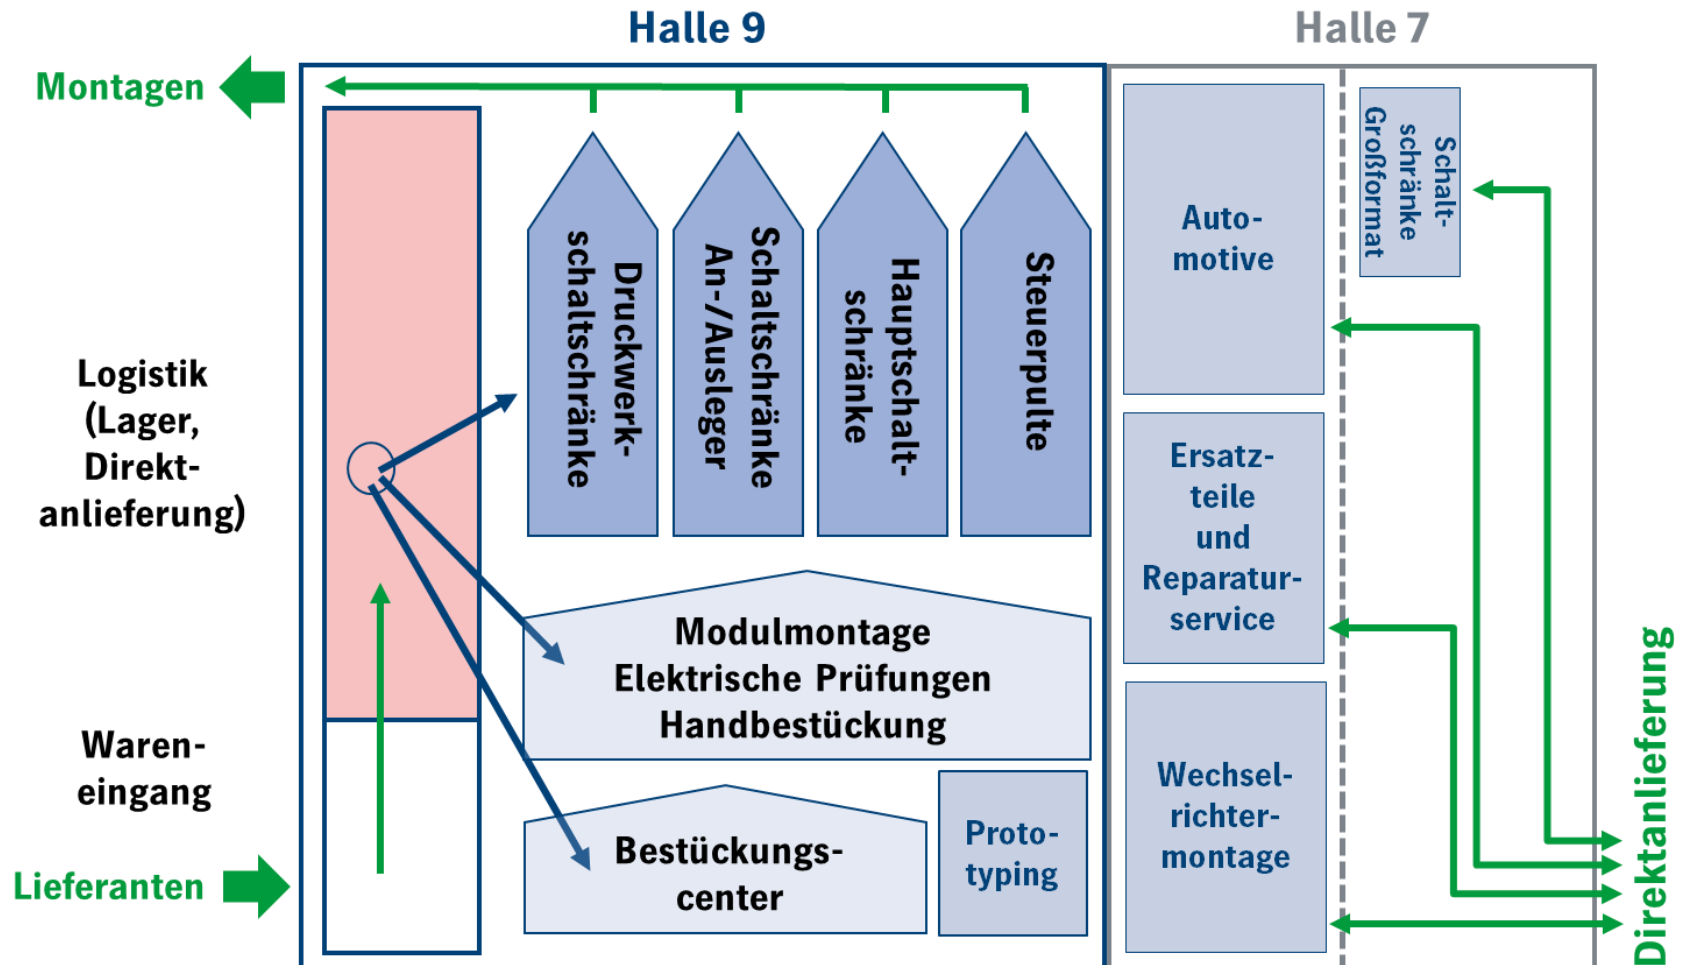 Halle 9
Halle 7
Montagen
Logistik
(Lager,
Direkt-
anlieferung)
Waren-
eingang
Lieferanten
Druckwerk-
schaltschränke
Schaltschränke
An-/Ausleger
Hauptschalt-
schränke
Steuerpulte
Modulmontage
Elektrische Prüfungen
Handbestückung
Bestückungs-
center
Proto-
typing
Auto-
motive
Ersatz-
teile
und
Reparatur-
service
Wechsel-
richter-
montage
Schalt-
schränke
Großformat
Direktanlieferung